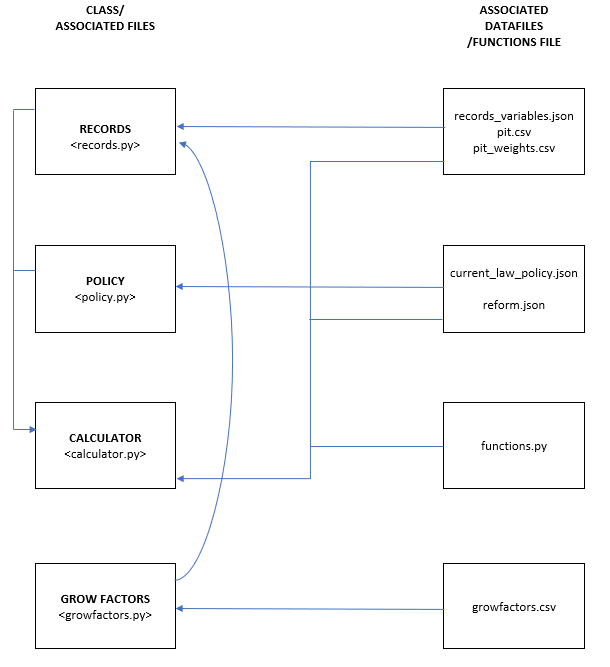 CLASS/
ASSOCIATED FILES
ASSOCIATED
DATAFILES
/FUNCTIONS FILE
RECORDS
<records.py>
records_variables.json
pit.csv
pit_weights.csv
POLICY
<policy.py>
current_law_policy.json
reform.json
CALCULATOR
<calculator.py>
functions.py
GROW FACTORS
<growfactors.py>
growfactors.csv